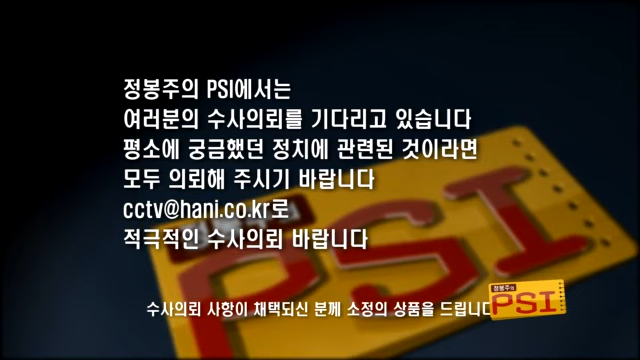 정봉주의 PSI에서는
여러분의 수사의뢰를 기다리고 있습니다
평소에 궁금했던 정치에 관련된 것이라면
모두 의뢰해 주시기 바랍니다
cctv@hani.co.kr로
적극적인 수사의뢰 바랍니다
PSI
수사의뢰 사항이 채택되신 분께 소정의 상품을 드립니다
정봉주의
PSI